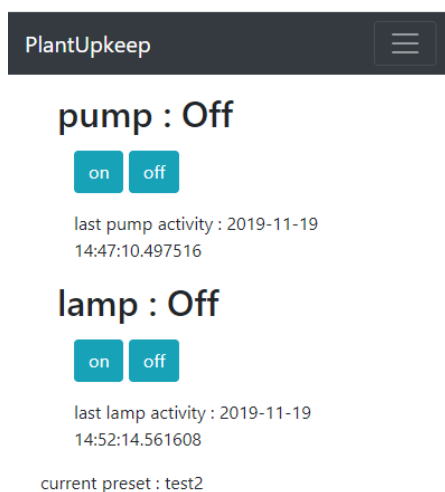 PlantUpkeep
pump : Off
on off
last pump activity : 2019-11-19
14:47:10.497516
lamp : Off
on off
last lamp activity : 2019-11-19
14:52:14.561608
current preset : test2